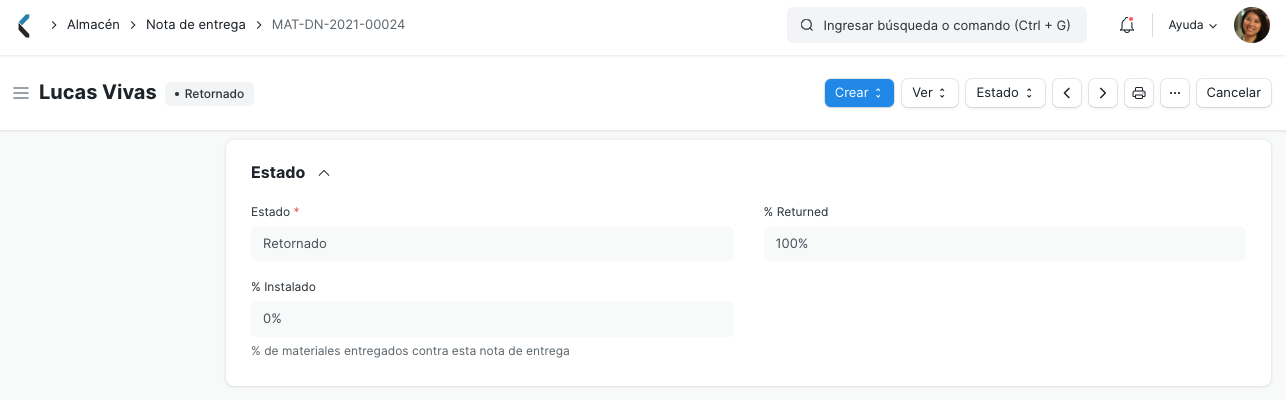 Almacén Nota de entrega MAT-DN-2021-00024 Ingresar búsqueda o comando (Ctrl + G) Ayuda
Lucas Vivas • Retornado Crear Ver Estado ... Cancelar
Estado
Estado * % Returned
Retornado 100%
% Instalado
0%
% de materiales entregados contra esta nota de entrega